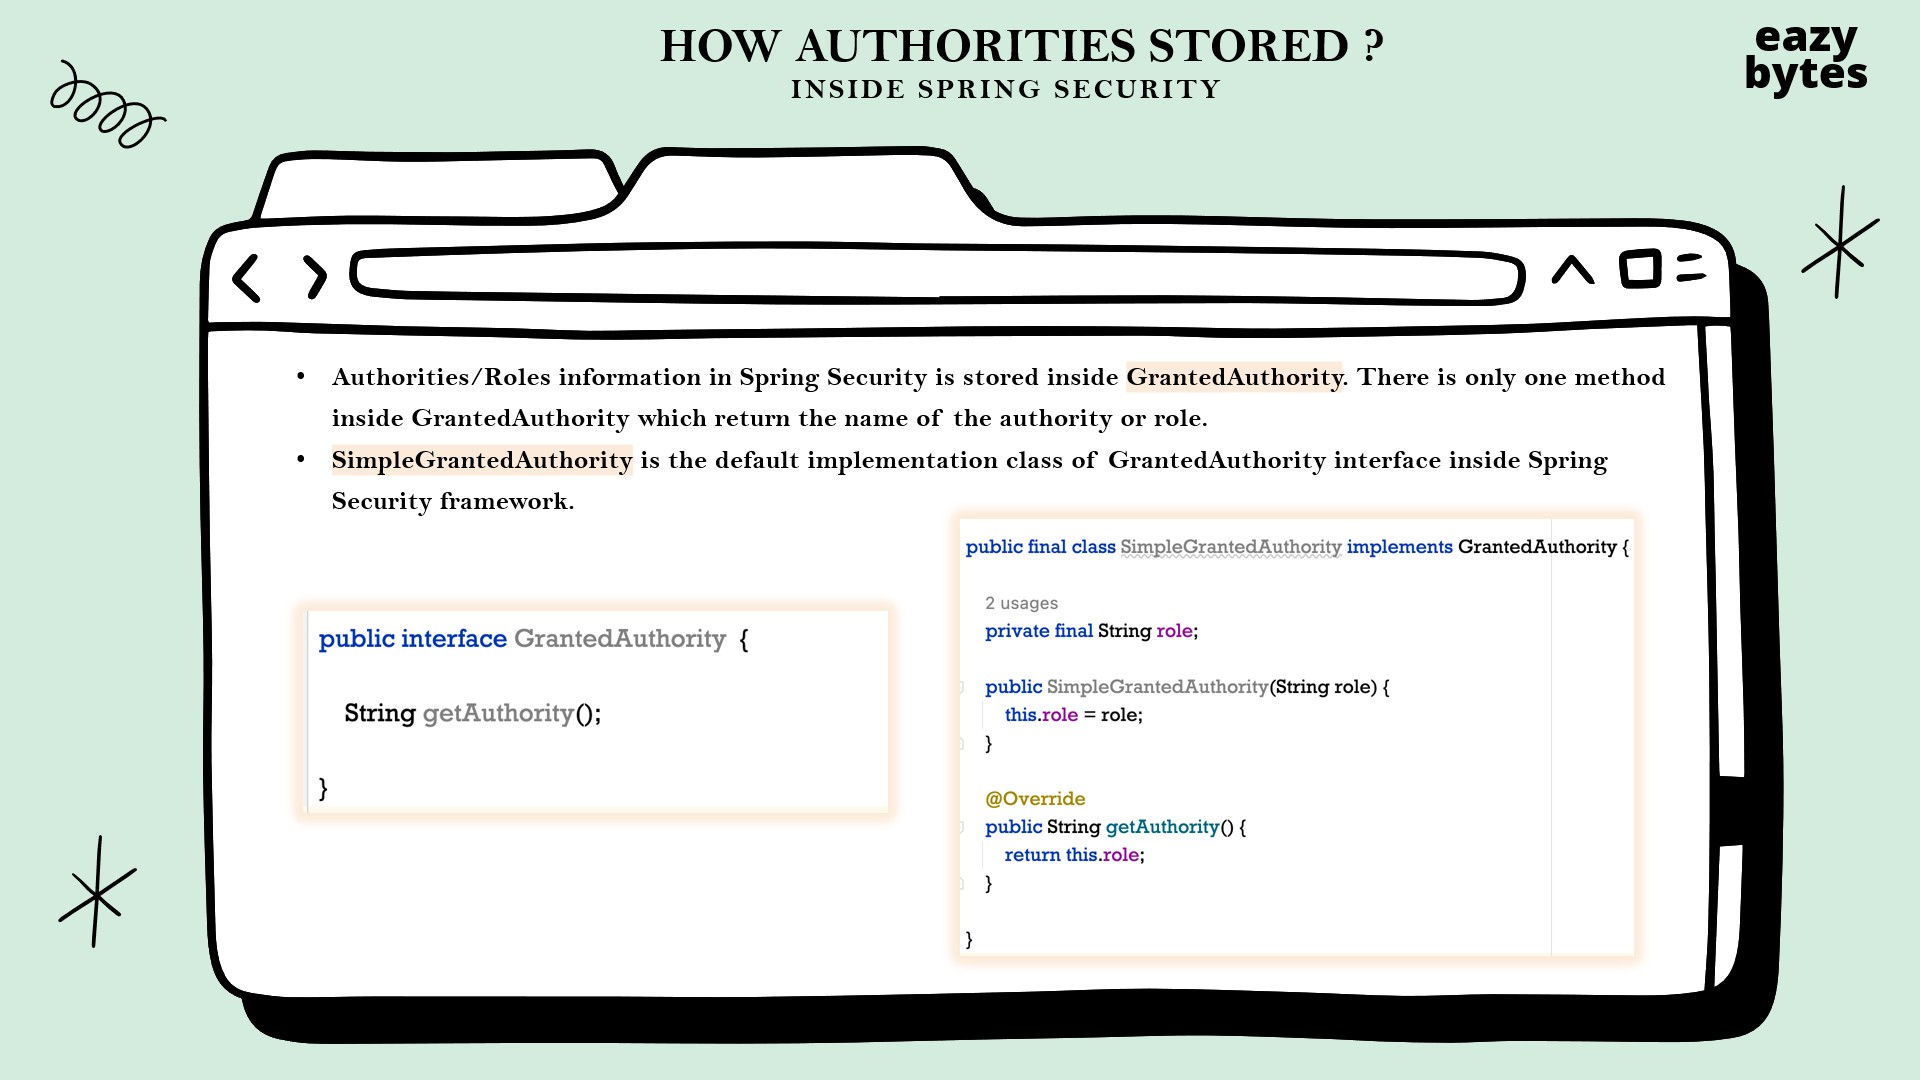 HOW AUTHORITIES STORED ?
INSIDE SPRING SECURITY
eazy
bytes
• Authorities/Roles information in Spring Security is stored inside GrantedAuthority. There is only one method
inside GrantedAuthority which return the name of the authority or role.
• SimpleGrantedAuthority is the default implementation class of GrantedAuthority interface inside Spring
Security framework.
public interface GrantedAuthority {
String getAuthority();
}
public final class SimpleGrantedAuthority implements GrantedAuthority {
2 usages
private final String role;
public SimpleGrantedAuthority(String role) {
this.role = role;
}
@Override
public String getAuthority() {
return this.role;
}
}